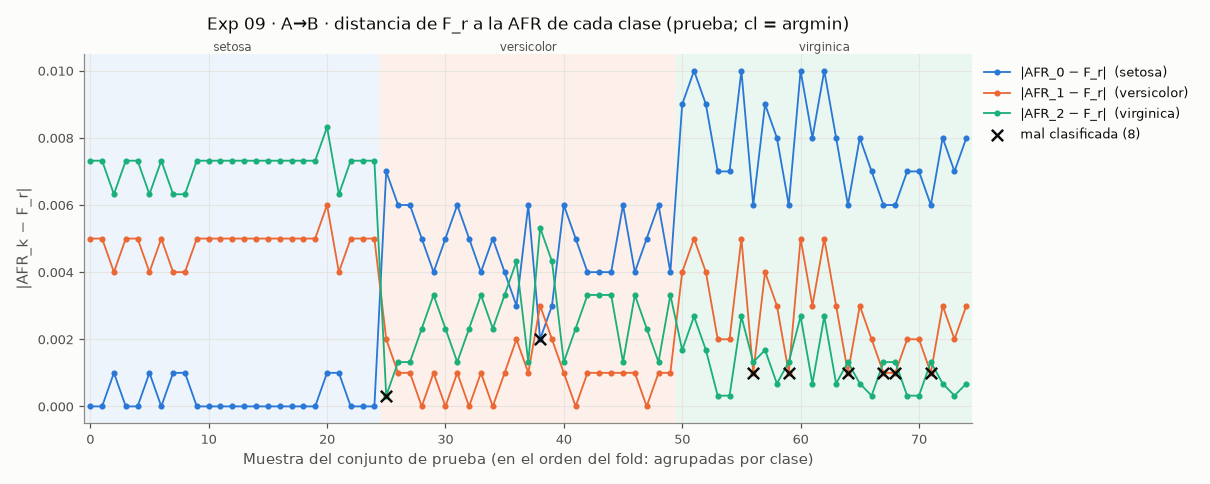 Exp 09 · A→B · distancia de F_r a la AFR de cada clase (prueba; cl = argmin)
setosa
versicolor
virginica
|AFR_k − F_r|
0.010
0.008
0.006
0.004
0.002
0.000
0
10
20
30
40
50
60
70
Muestra del conjunto de prueba (en el orden del fold: agrupadas por clase)
|AFR_0 − F_r| (setosa)
|AFR_1 − F_r| (versicolor)
|AFR_2 − F_r| (virginica)
mal clasificada (8)